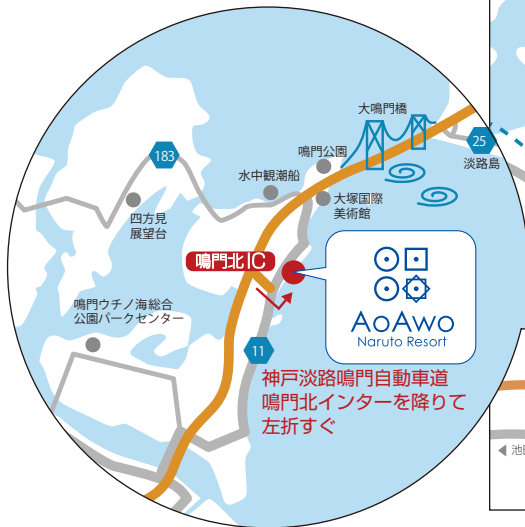 大鳴門橋
25
淡路島
183
鳴門公園
水中観潮船
大塚国際
美術館
四方見
展望台
鳴門北IC
AoAwo
Naruto Resort
鳴門ウチノ海総合
公園パークセンター
11
神戸淡路鳴門自動車道
鳴門北インターを降りて
左折すぐ